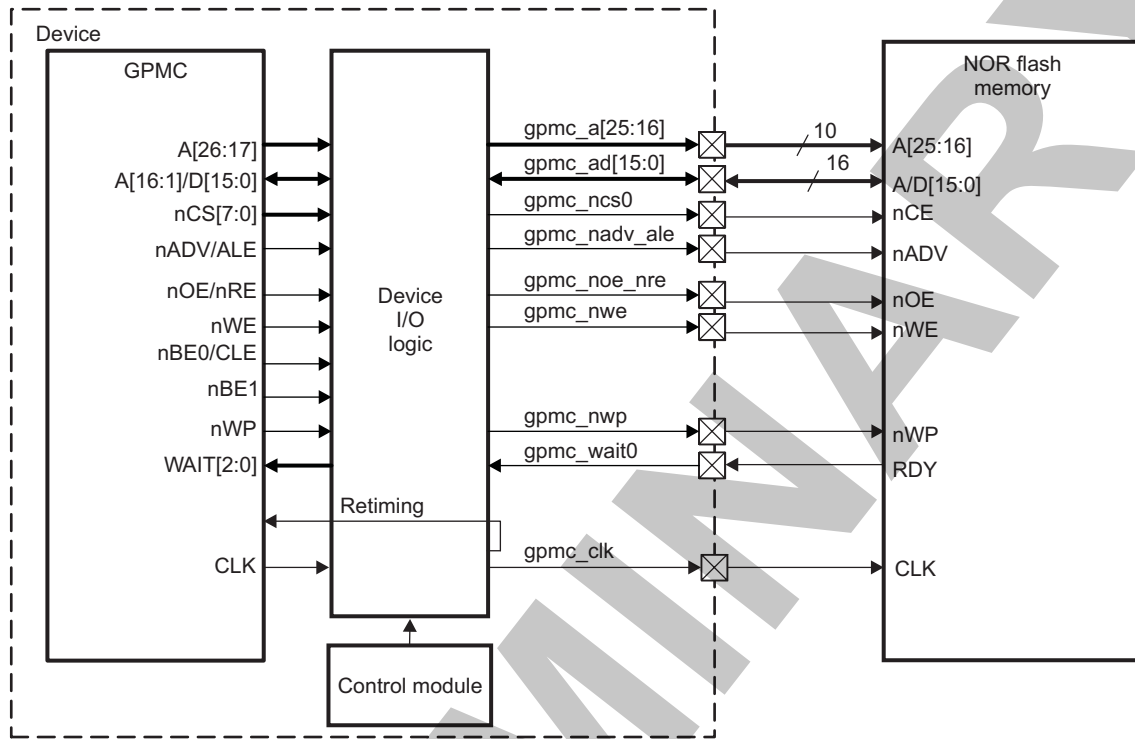 Device
GPMC
NOR flash
memory
A[26:17]
gpmc_a[25:16]
10
A[25:16]
A[16:1]/D[15:0]
gpmc_ad[15:0]
16
A/D[15:0]
nCS[7:0]
gpmc_ncs0
nCE
nADV/ALE
gpmc_nadv_ale
nADV
nOE/nRE
Device
I/O
logic
gpmc_noe_nre
nOE
nWE
gpmc_nwe
nWE
nBE0/CLE
nBE1
nWP
gpmc_nwp
nWP
WAIT[2:0]
gpmc_wait0
RDY
Retiming
CLK
gpmc_clk
CLK
Control module
MINARY